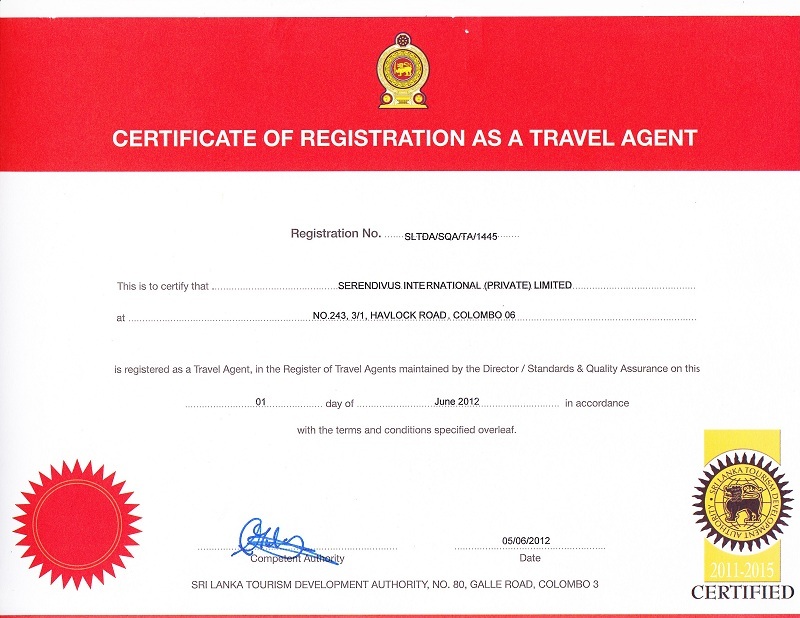 CERTIFICATE OF REGISTRATION AS A TRAVEL AGENT
Registration No. SLTDA/SQA/TA/1445
This is to certify that SERENDIVUS INTERNATIONAL (PRIVATE) LIMITED
at NO.243, 3/1, HAVLOCK ROAD, COLOMBO 06
is registered as a Travel Agent, in the Register of Travel Agents maintained by the Director / Standards & Quality Assurance on this
01 day of June 2012 in accordance
with the terms and conditions specified overleaf.
05/06/2012
Competent Authority
Date
SRI LANKA TOURISM DEVELOPMENT AUTHORITY, NO. 80, GALLE ROAD, COLOMBO 3
SRI LANKA TOURISM DEVELOPMENT AUTHORITY
2011-2015
CERTIFIED